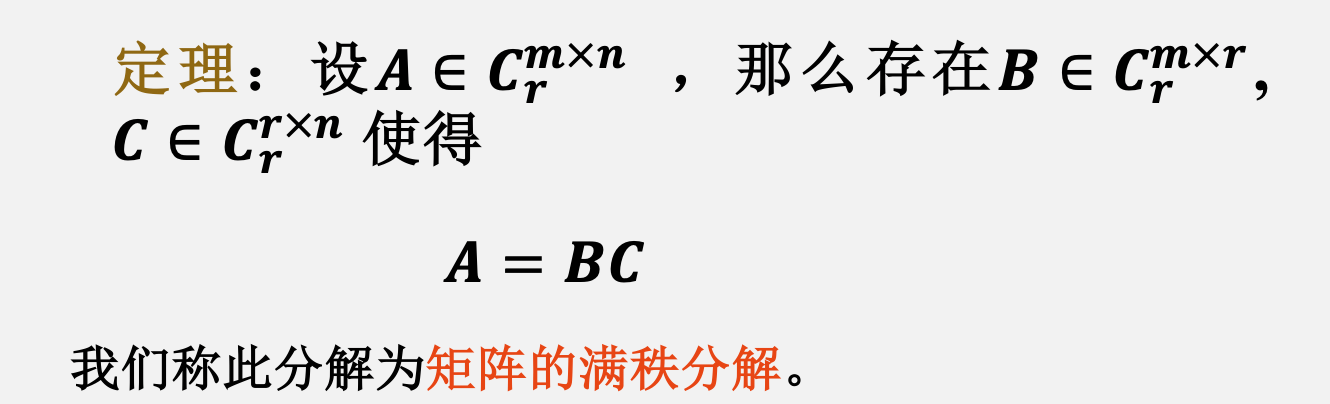 定理：设 $A \in C_r^{m \times n}$ ，那么存在 $B \in C_r^{m \times r}$,
$C \in C_r^{r \times n}$ 使得
$A = BC$
我们称此分解为矩阵的满秩分解。